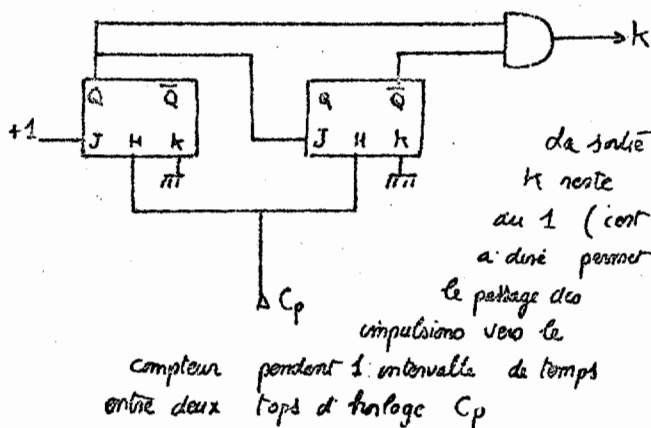 k
Q Q̅ Q Q̅
+1 J H K J H K
La sortie
K reste
au 1 (c'est
a dire permet
le passage des
impulsions vers le
compteur pendant 1 intervalle de temps
entre deux tops d'horloge Cp
Cp